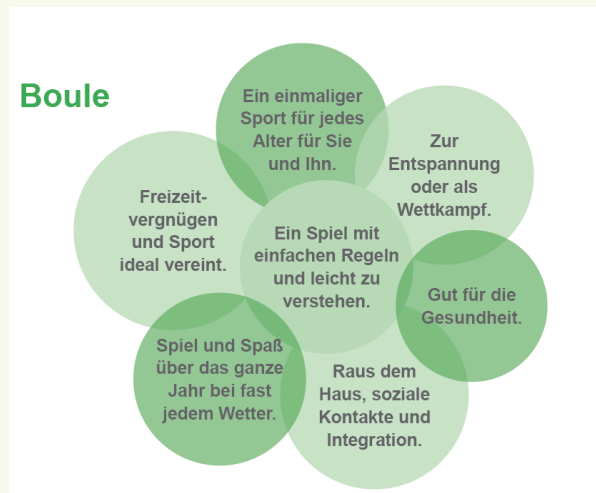 Boule
Ein einmaliger
Sport für jedes
Alter für Sie
und Ihn.
Zur
Entspannung
oder als
Wettkampf.
Freizeit-
vergnügen
und Sport
ideal vereint.
Ein Spiel mit
einfachen Regeln
und leicht zu
verstehen.
Gut für die
Gesundheit.
Spiel und Spaß
über das ganze
Jahr bei fast
jedem Wetter.
Raus dem
Haus, soziale
Kontakte und
Integration.